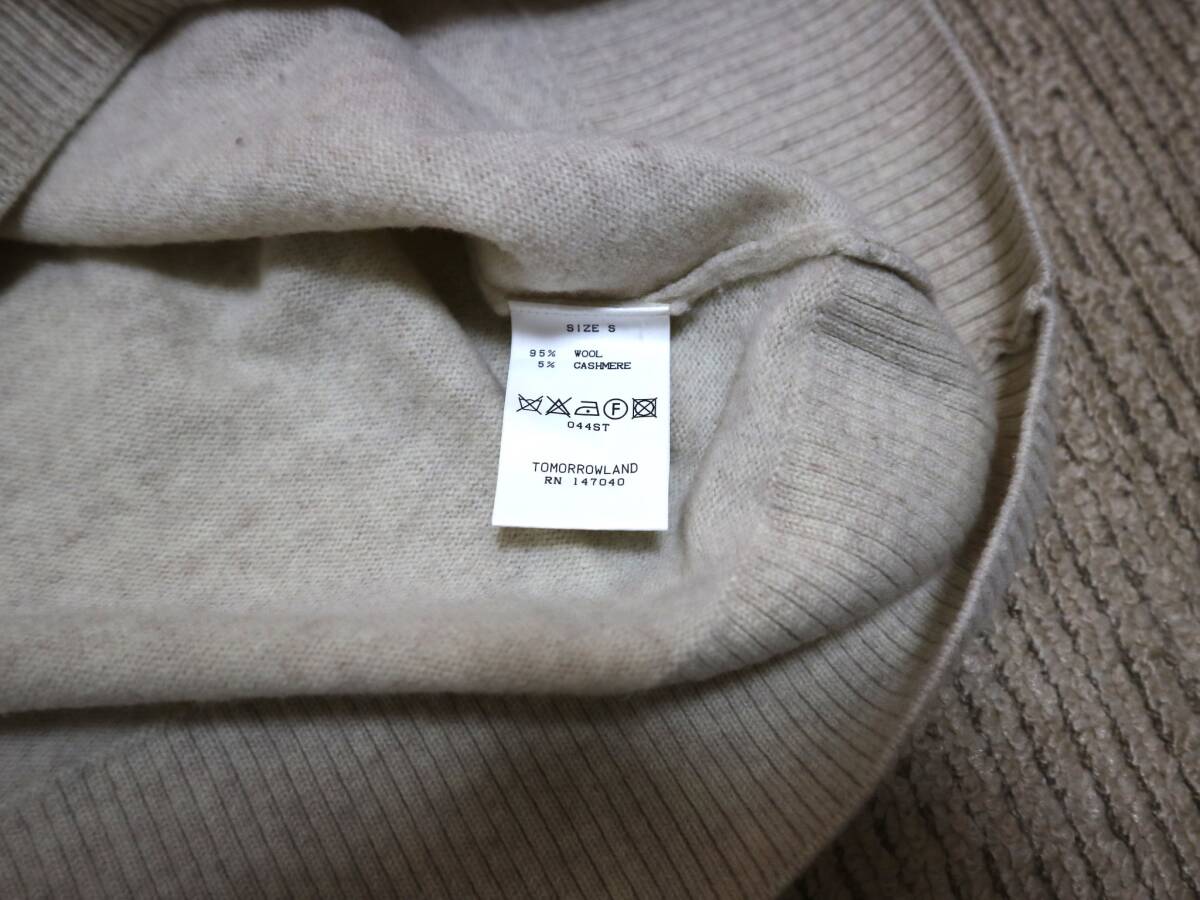 SIZE S
95% WOOL
5% CASHMERE
F
044ST
TOMORROWLAND
RN 147040